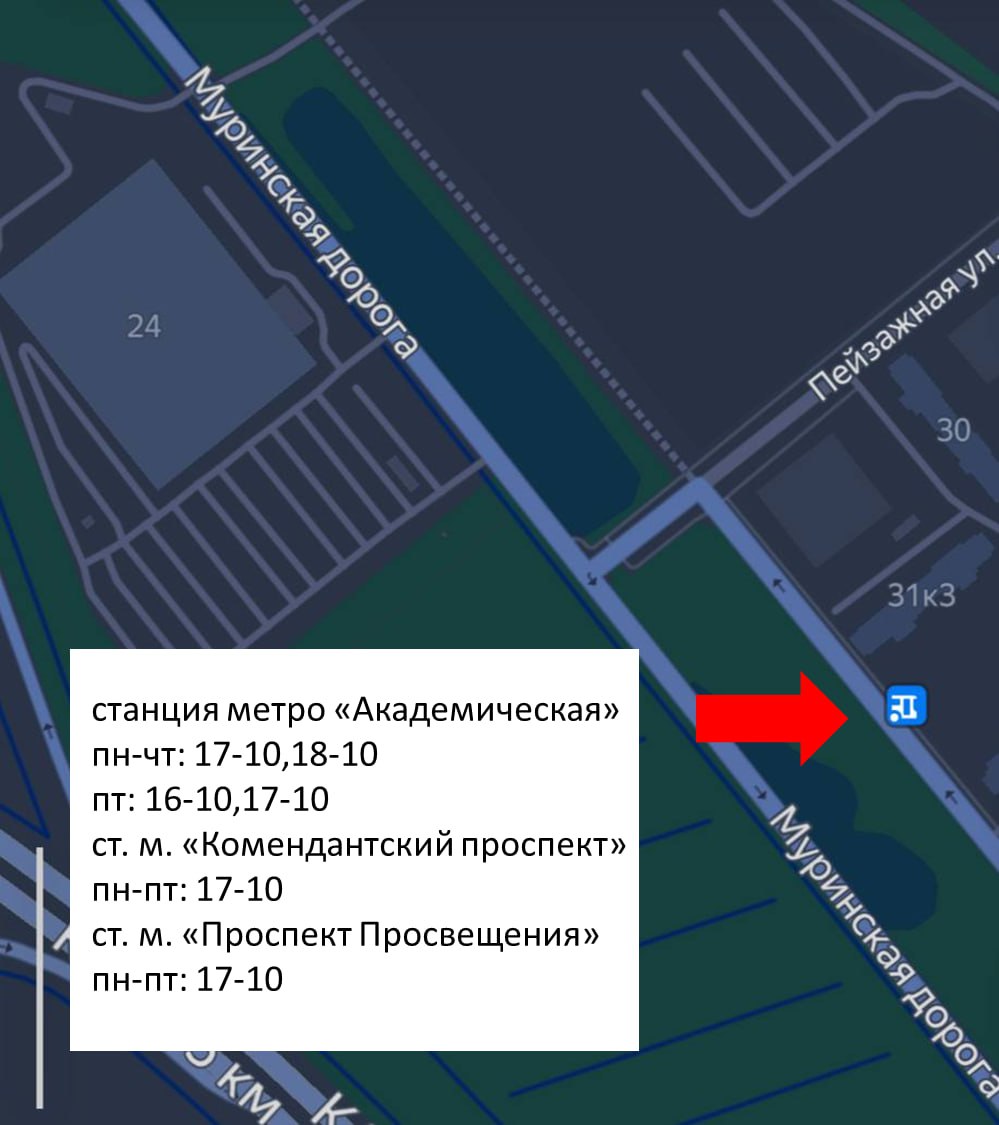 Муринская дорога
Пейзажная ул.
24
30
31к3
станция метро «Академическая»
пн-чт: 17-10,18-10
пт: 16-10,17-10
ст. м. «Комендантский проспект»
пн-пт: 17-10
ст. м. «Проспект Просвещения»
пн-пт: 17-10
Муринская дорога
км